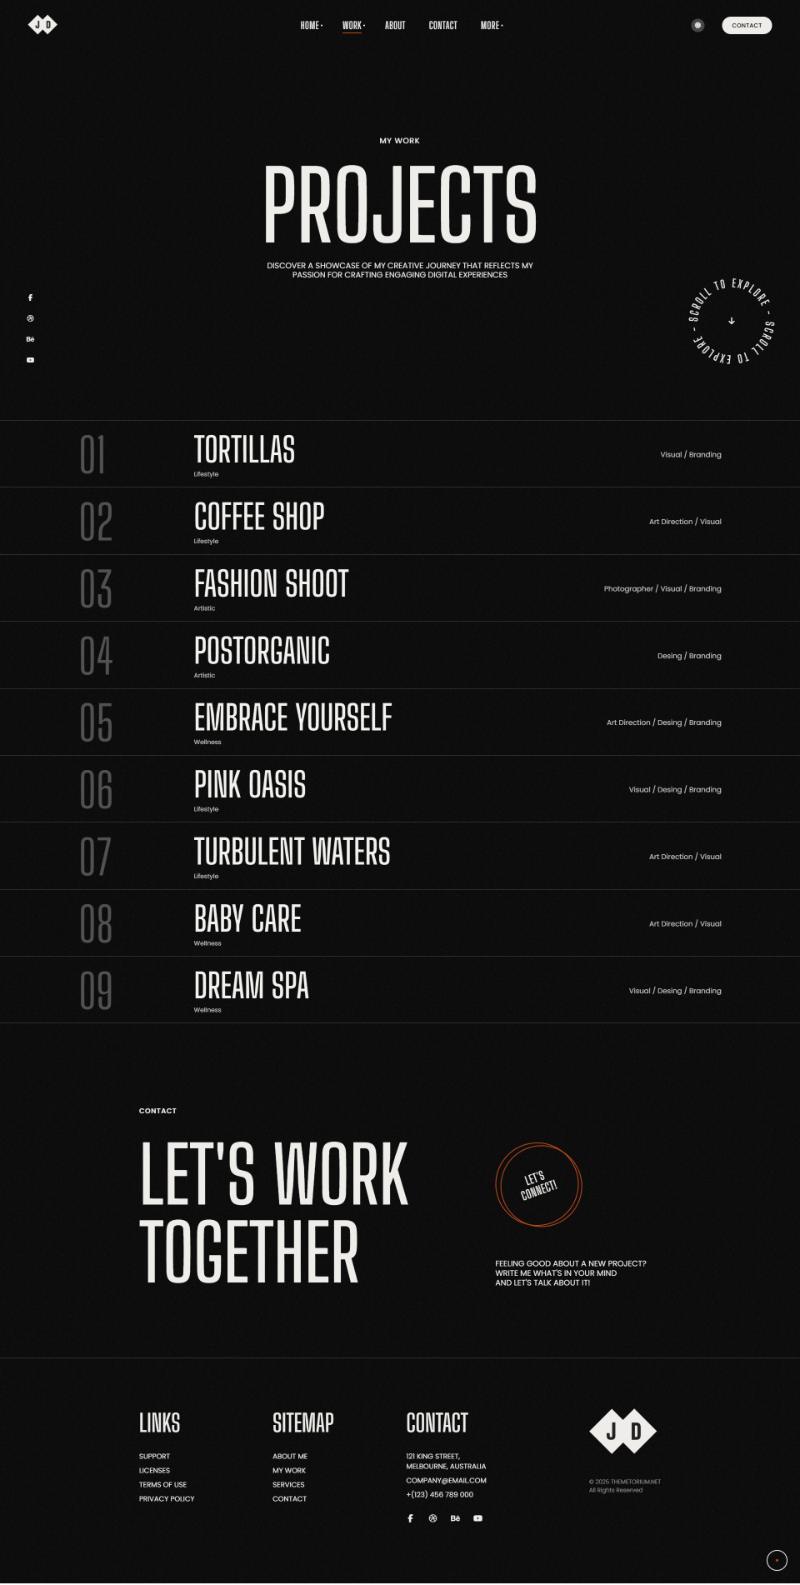 J D
HOME
WORK
ABOUT
CONTACT
MORE
CONTACT
MY WORK
PROJECTS
DISCOVER A SHOWCASE OF MY CREATIVE JOURNEY THAT REFLECTS MY
PASSION FOR CRAFTING ENGAGING DIGITAL EXPERIENCES
Bē
SCROLL TO EXPLORE - SCROLL TO EXPLORE -
01
TORTILLAS
Lifestyle
Visual / Branding
02
COFFEE SHOP
Lifestyle
Art Direction / Visual
03
FASHION SHOOT
Artistic
Photographer / Visual / Branding
04
POSTORGANIC
Artistic
Desing / Branding
05
EMBRACE YOURSELF
Wellness
Art Direction / Desing / Branding
06
PINK OASIS
Lifestyle
Visual / Desing / Branding
07
TURBULENT WATERS
Lifestyle
Art Direction / Visual
08
BABY CARE
Wellness
Art Direction / Visual
09
DREAM SPA
Wellness
Visual / Desing / Branding
CONTACT
LET'S WORK
TOGETHER
LET'S
CONNECT!
FEELING GOOD ABOUT A NEW PROJECT?
WRITE ME WHAT'S IN YOUR MIND
AND LET'S TALK ABOUT IT!
LINKS
SUPPORT
LICENSES
TERMS OF USE
PRIVACY POLICY
SITEMAP
ABOUT ME
MY WORK
SERVICES
CONTACT
CONTACT
121 KING STREET,
MELBOURNE, AUSTRALIA
COMPANY@EMAIL.COM
+(123) 456 789 000
Bē
J D
© 2025 THEMETORIUM.NET
All Rights Reserved